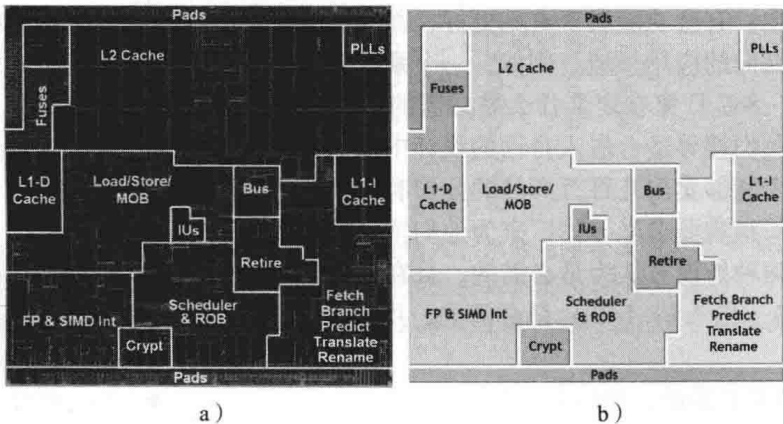 Pads
L2 Cache
PLLs
Fuses
L1-D
Cache
Load/Store/
MOB
Bus
L1-I
Cache
IUs
Retire
FP & SIMD Int
Scheduler
& ROB
Fetch
Branch
Predict
Translate
Rename
Crypt
Pads
a)
Pads
L2 Cache
PLLs
Fuses
L1-D
Cache
Load/Store/
MOB
Bus
L1-I
Cache
IUs
Retire
FP & SIMD Int
Scheduler
& ROB
Fetch Branch
Predict
Translate
Rename
Crypt
Pads
b)